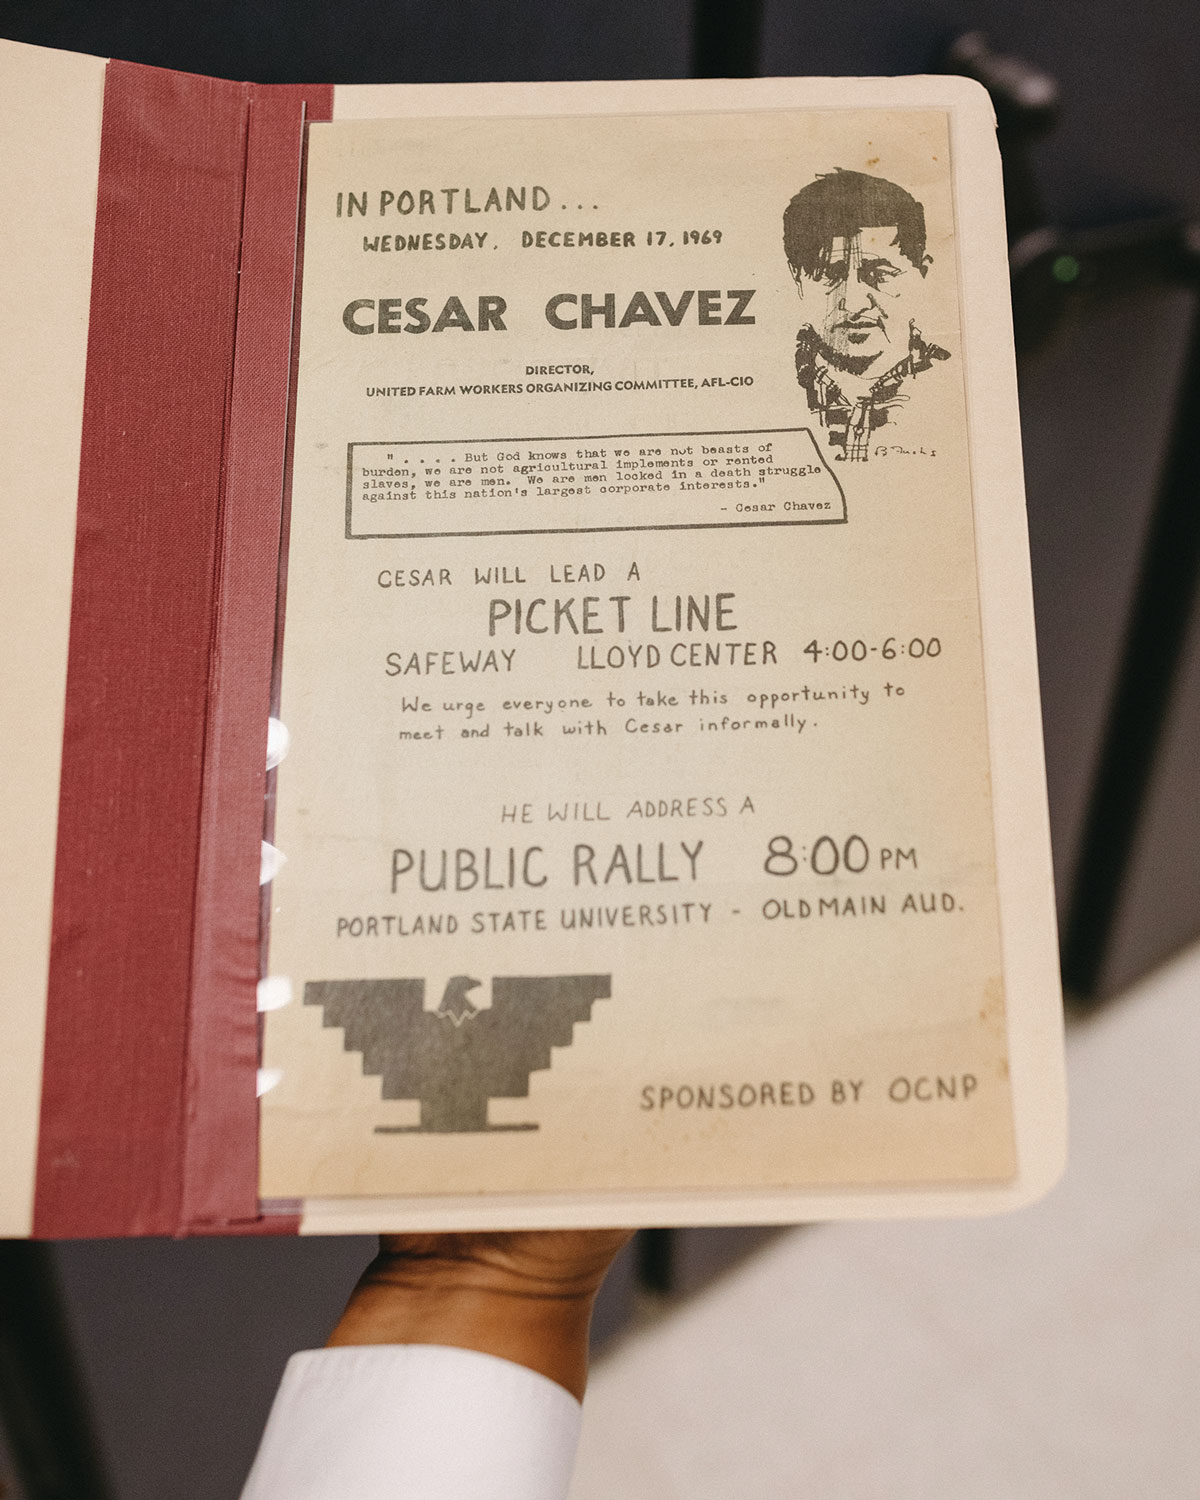 IN PORTLAND...
WEDNESDAY, DECEMBER 17, 1969
CESAR CHAVEZ
DIRECTOR,
UNITED FARM WORKERS ORGANIZING COMMITTEE, AFL-CIO
". . . . But God knows that we are not beasts of
burden, we are not agricultural implements or rented
slaves, we are men. We are men locked in a death struggle
against this nation's largest corporate interests."
- Cesar Chavez
CESAR WILL LEAD A
PICKET LINE
SAFEWAY LLOYD CENTER 4:00-6:00
We urge everyone to take this opportunity to
meet and talk with Cesar informally.
HE WILL ADDRESS A
PUBLIC RALLY 8:00 PM
PORTLAND STATE UNIVERSITY - OLD MAIN AUD.
SPONSORED BY OCNP